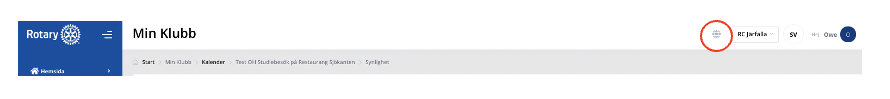 Rotary
Min Klubb
RC Järfälla
SV
Hej Owe
O
Start Min Klubb Kalender Test OH Studiebesök på Restaurang Sjökanten Synlighet
Hemsida